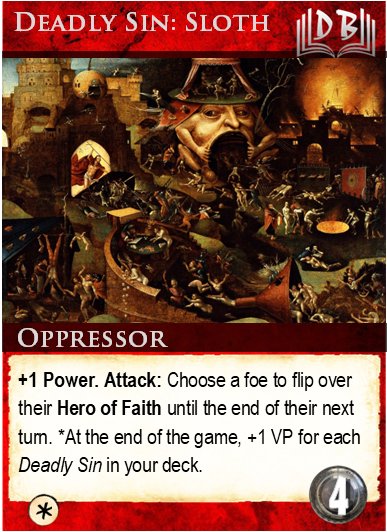 Deadly Sin: Sloth
DB
Oppressor
+1 Power. Attack: Choose a foe to flip over
their Hero of Faith until the end of their next
turn. *At the end of the game, +1 VP for each
Deadly Sin in your deck.
*
4